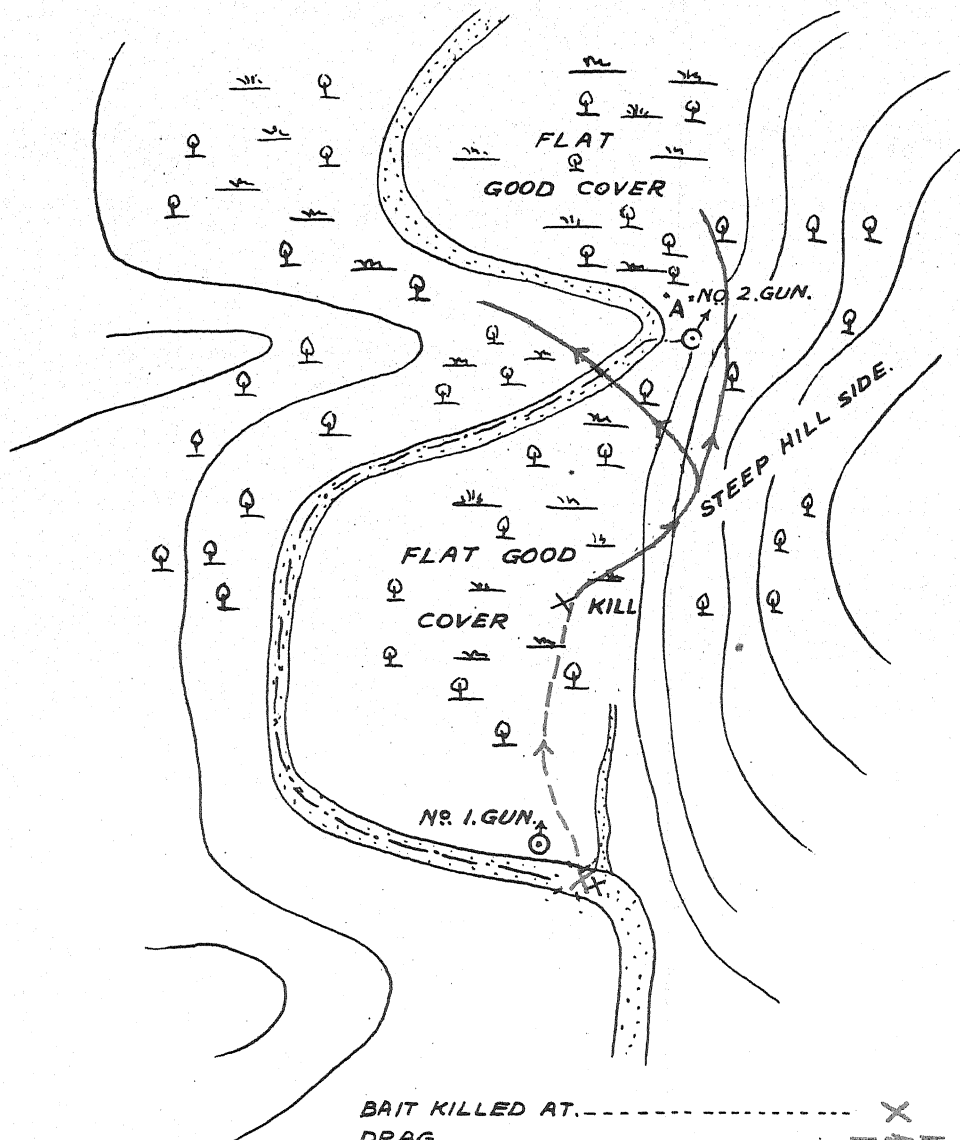 FLAT
GOOD COVER
"A" NO. 2. GUN.
STEEP HILL SIDE.
FLAT GOOD
COVER
KILL
No. 1. GUN.
BAIT KILLED AT. X
DRAG